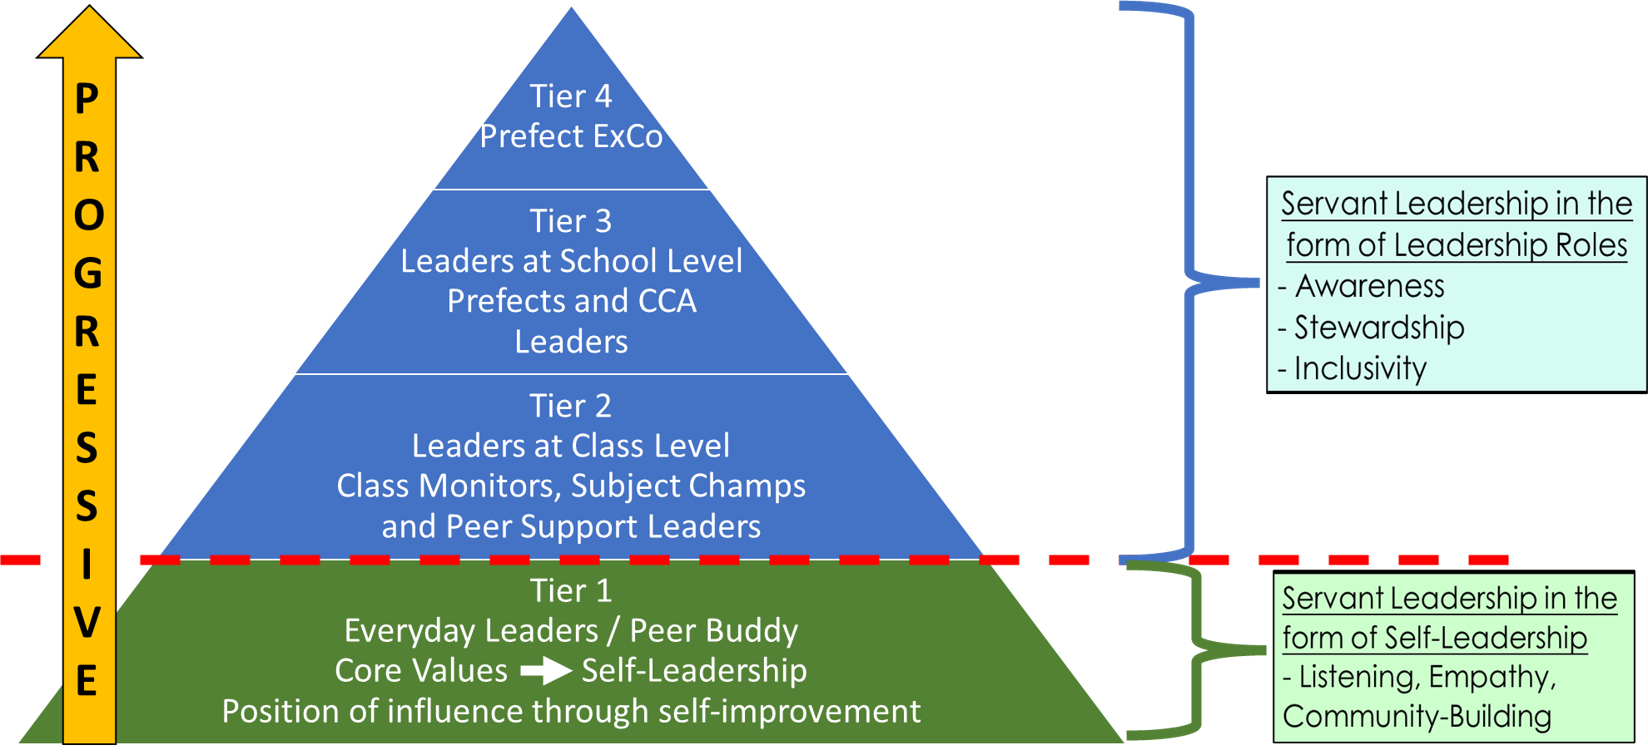 PROGRESSIVE
Tier 4
Prefect ExCo
Tier 3
Leaders at School Level
Prefects and CCA
Leaders
Tier 2
Leaders at Class Level
Class Monitors, Subject Champs
and Peer Support Leaders
Tier 1
Everyday Leaders / Peer Buddy
Core Values Self-Leadership
Position of influence through self-improvement
Servant Leadership in the
form of Leadership Roles
- Awareness
- Stewardship
- Inclusivity
Servant Leadership in the
form of Self-Leadership
- Listening, Empathy,
Community-Building